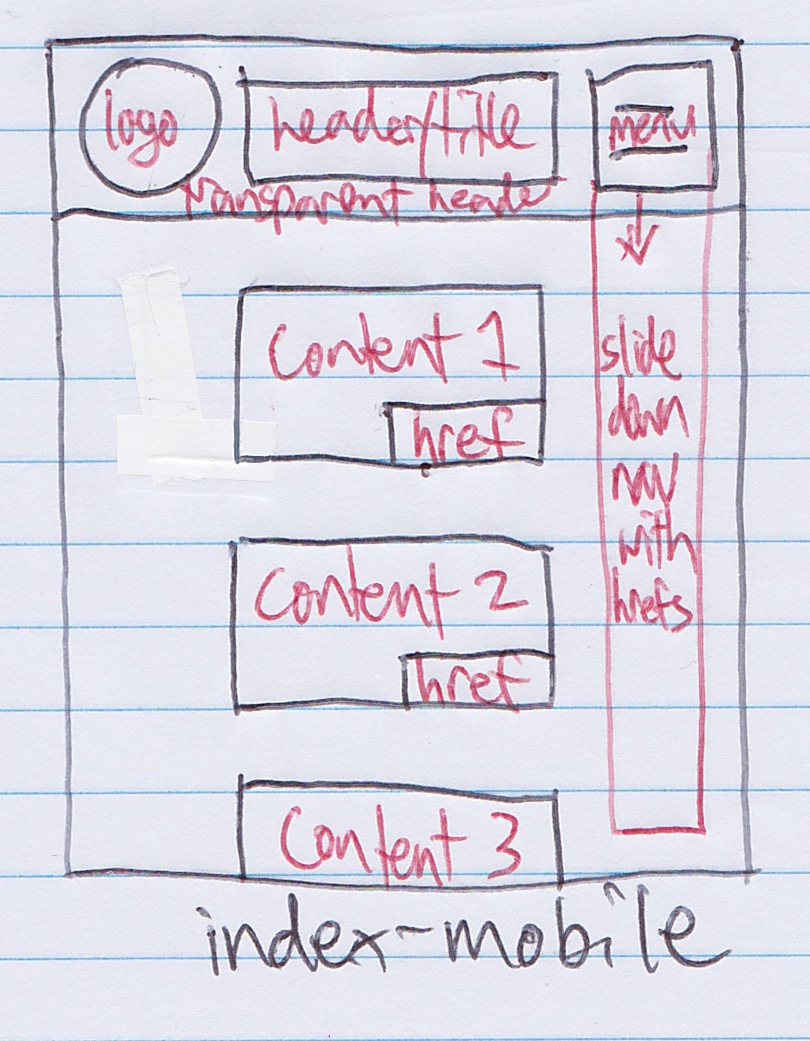 logo
header/title
menu
transparent header
content 1
href
slide
down
nav
with
hrefs
content 2
href
content 3
index-mobile